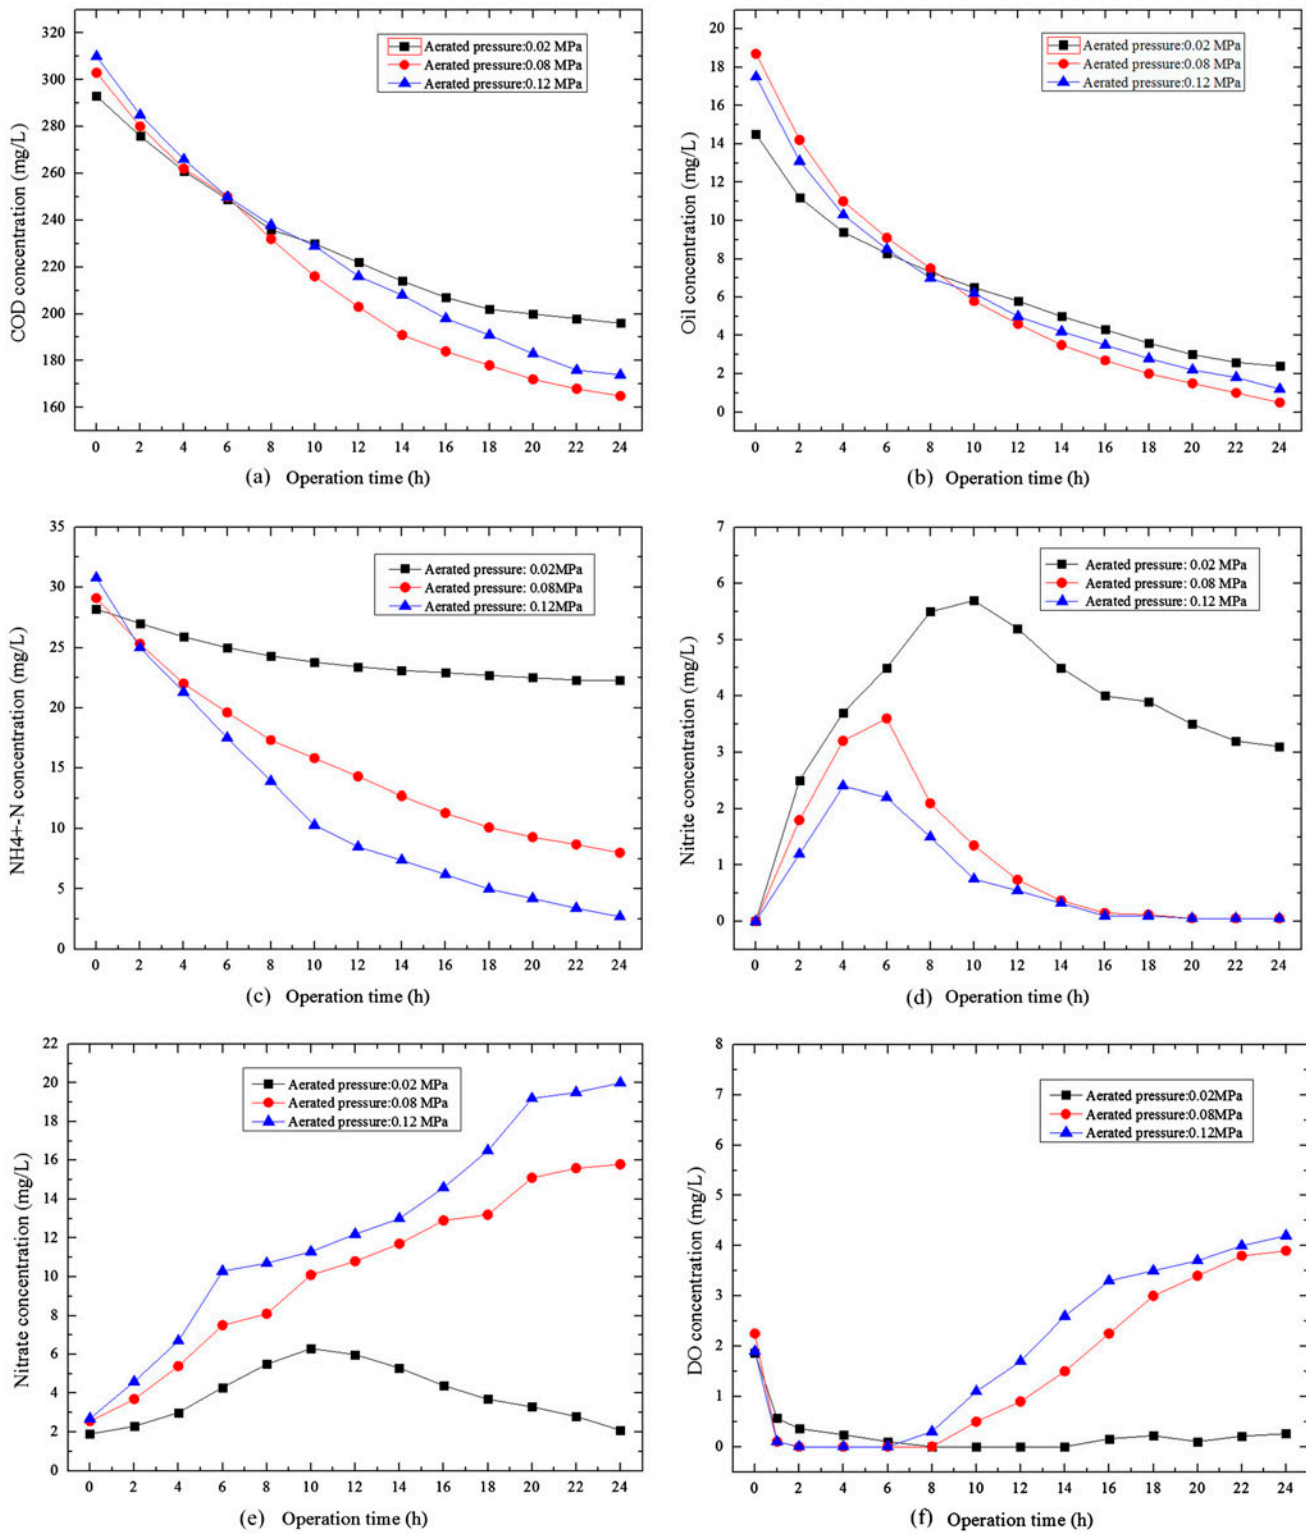 Aerated pressure:0.02 MPa
Aerated pressure:0.08 MPa
Aerated pressure:0.12 MPa
COD concentration (mg/L)
320
300
280
260
240
220
200
180
160
0 2 4 6 8 10 12 14 16 18 20 22 24
(a) Operation time (h)
Aerated pressure:0.02 MPa
Aerated pressure:0.08 MPa
Aerated pressure:0.12 MPa
Oil concentration (mg/L)
20
18
16
14
12
10
8
6
4
2
0
0 2 4 6 8 10 12 14 16 18 20 22 24
(b) Operation time (h)
Aerated pressure: 0.02MPa
Aerated pressure: 0.08MPa
Aerated pressure: 0.12MPa
NH4+-N concentration (mg/L)
35
30
25
20
15
10
5
0
0 2 4 6 8 10 12 14 16 18 20 22 24
(c) Operation time (h)
Aerated pressure: 0.02 MPa
Aerated pressure: 0.08 MPa
Aerated pressure: 0.12 MPa
Nitrite concentration (mg/L)
7
6
5
4
3
2
1
0
0 2 4 6 8 10 12 14 16 18 20 22 24
(d) Operation time (h)
Aerated pressure:0.02 MPa
Aerated pressure:0.08 MPa
Aerated pressure:0.12 MPa
Nitrate concentration (mg/L)
22
20
18
16
14
12
10
8
6
4
2
0
0 2 4 6 8 10 12 14 16 18 20 22 24
(e) Operation time (h)
Aerated pressure:0.02MPa
Aerated pressure:0.08MPa
Aerated pressure:0.12MPa
DO concentration (mg/L)
8
7
6
5
4
3
2
1
0
0 2 4 6 8 10 12 14 16 18 20 22 24
(f) Operation time (h)